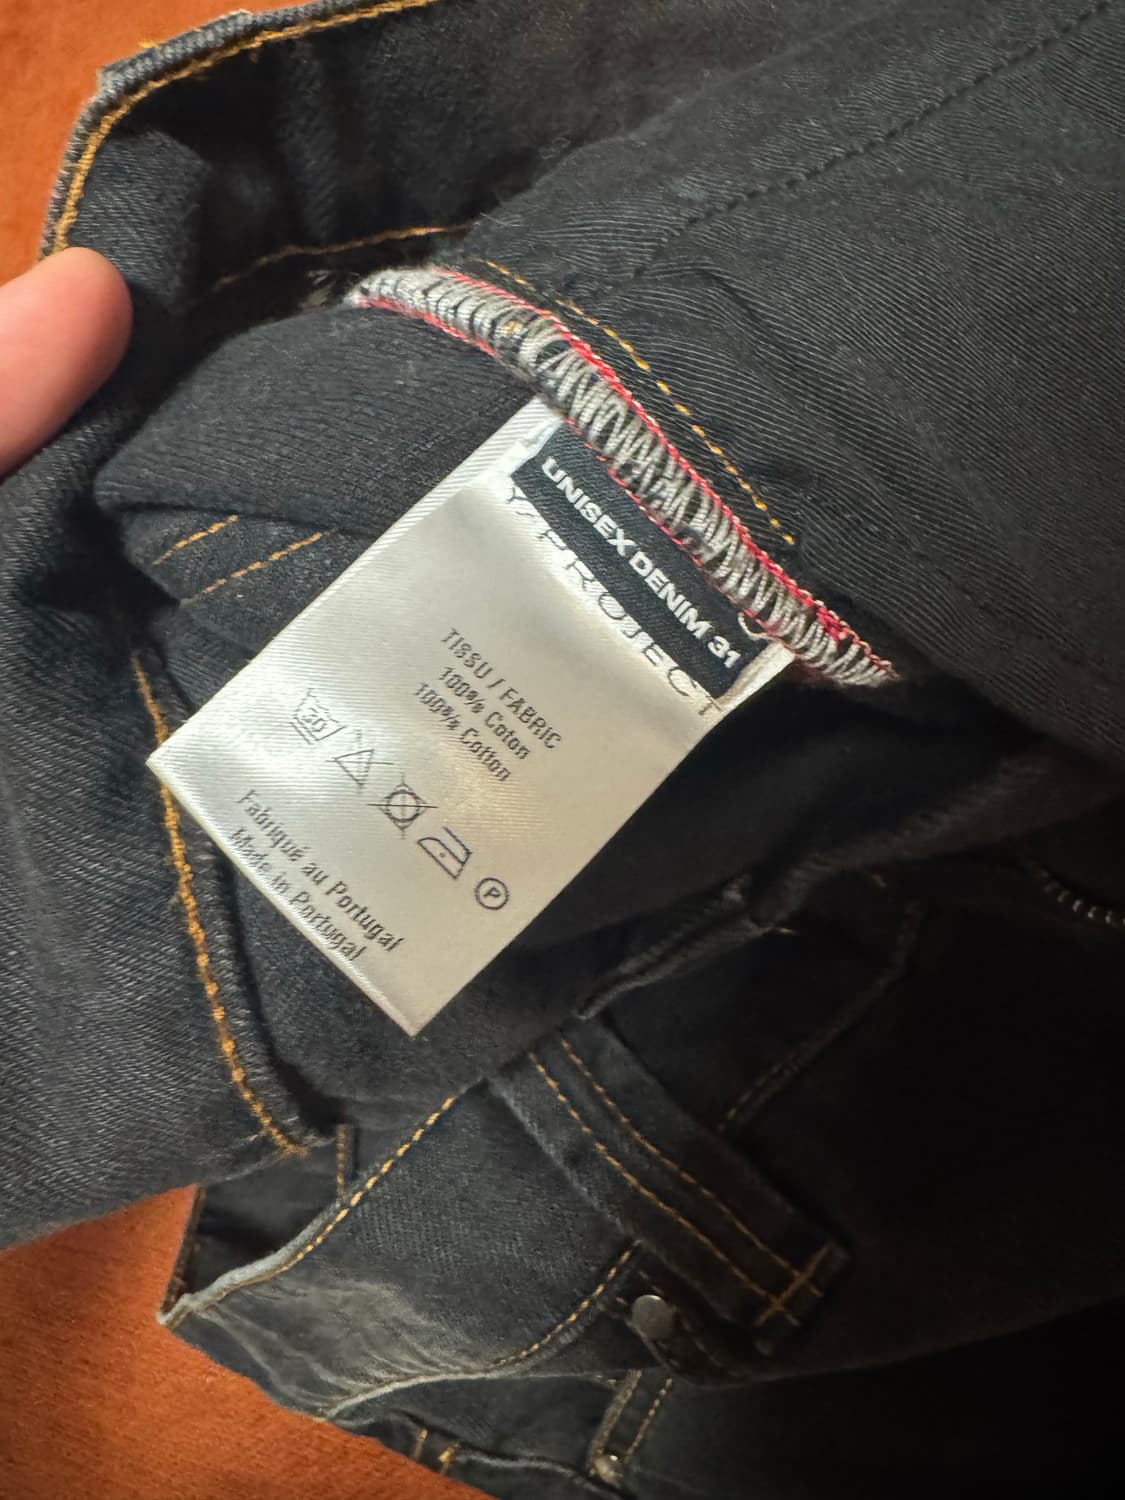 UNISEX DENIM 31
Y/PROJECT
TISSU / FABRIC
100% Coton
100% Cotton
30
P
Fabriqué au Portugal
Made in Portugal